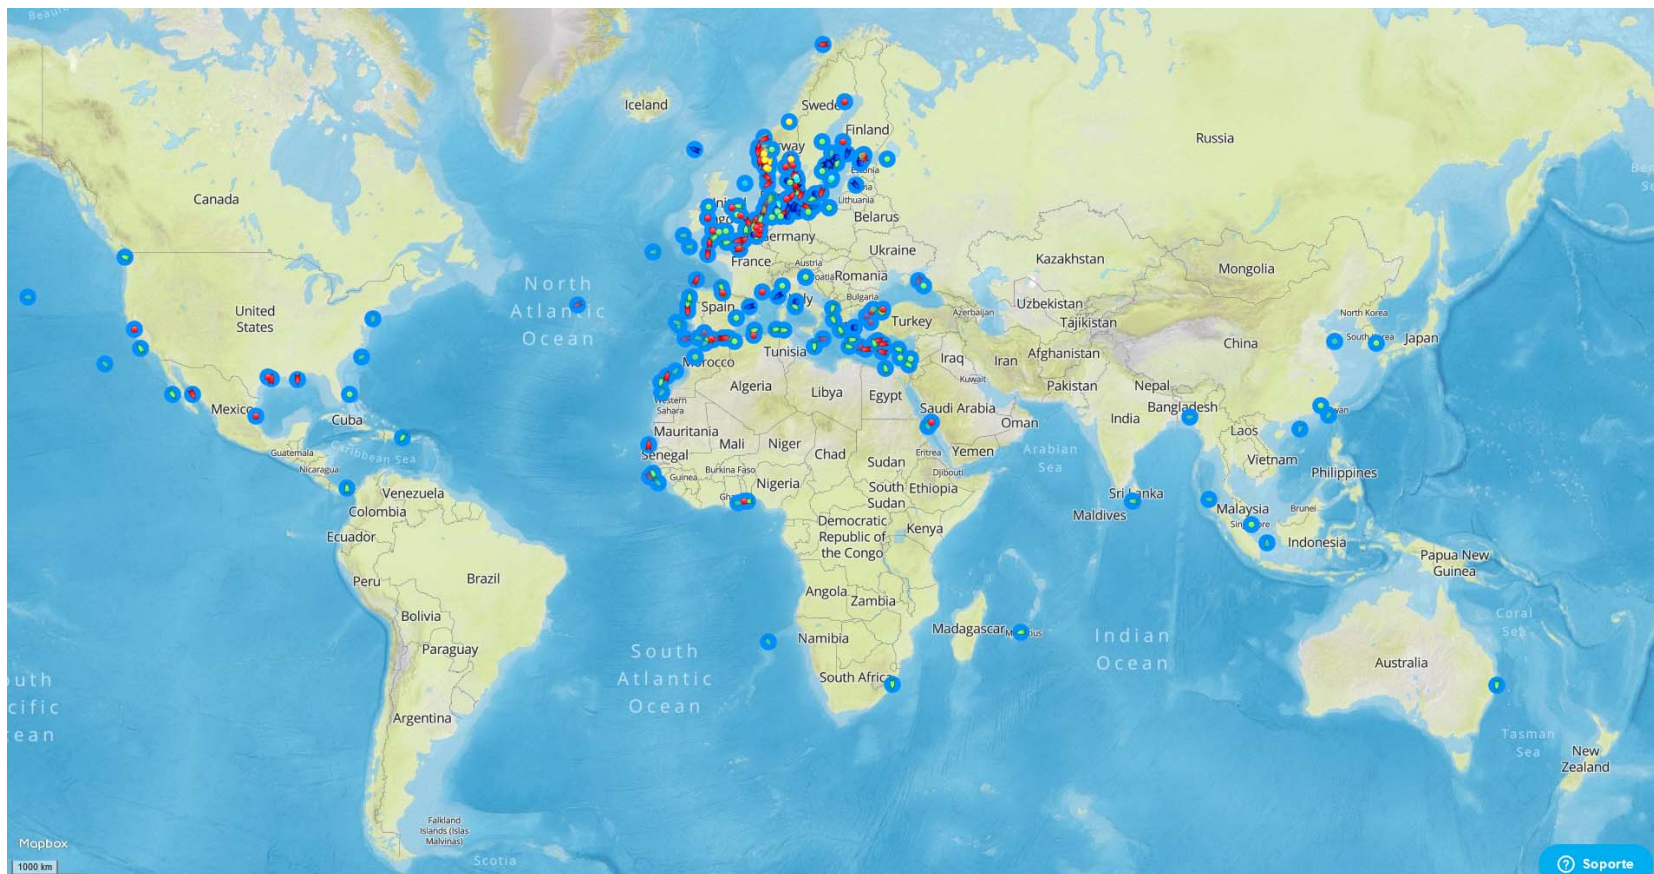 Iceland
Swede
Finland
Russia
rway
Canada
Estonia
Lithuania
Belarus
Germany
Ukraine
France
Austria
Romania
Kazakhstan
Mongolia
North
Atlantic
Ocean
United
States
Spain
Bulgaria
Turkey
Azerbaijan
Uzbekistan
Tajikistan
North Korea
Japan
China
Tunisia
Morocco
Iraq
Iran
Afghanistan
Algeria
Libya
Egypt
Kuwait
Pakistan
Nepal
Western
Sahara
Mexico
Cuba
Saudi Arabia
Oman
India
Bangladesh
Laos
Mauritania
Mali
Niger
Chad
Sudan
Eritrea
Yemen
Arabian
Sea
Guatemala
Caribbean Sea
Senegal
Vietnam
Nicaragua
Burkina Faso
Guinea
Djibouti
Philippines
Venezuela
Nigeria
South
Sudan
Ethiopia
Sri Lanka
Maldives
Malaysia
Brunei
Colombia
Ecuador
Democratic
Republic of
the Congo
Kenya
Indonesia
Papua New
Guinea
Peru
Brazil
Angola
Zambia
Bolivia
Madagascar
Namibia
Indian
Ocean
Coral
Sea
Paraguay
South
Atlantic
Ocean
South Africa
Australia
outh
cific
ean
Argentina
Tasman
Sea
New
Zealand
Falkland
Islands (Islas
Malvinas)
Scotia
Mapbox
1000 km
Soporte